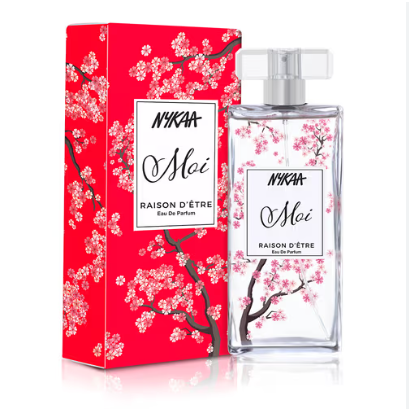 NYKAA
Moi
RAISON D'ÊTRE
Eau De Parfum
NYKAA
Moi
RAISON D'ÊTRE
Eau De Parfum